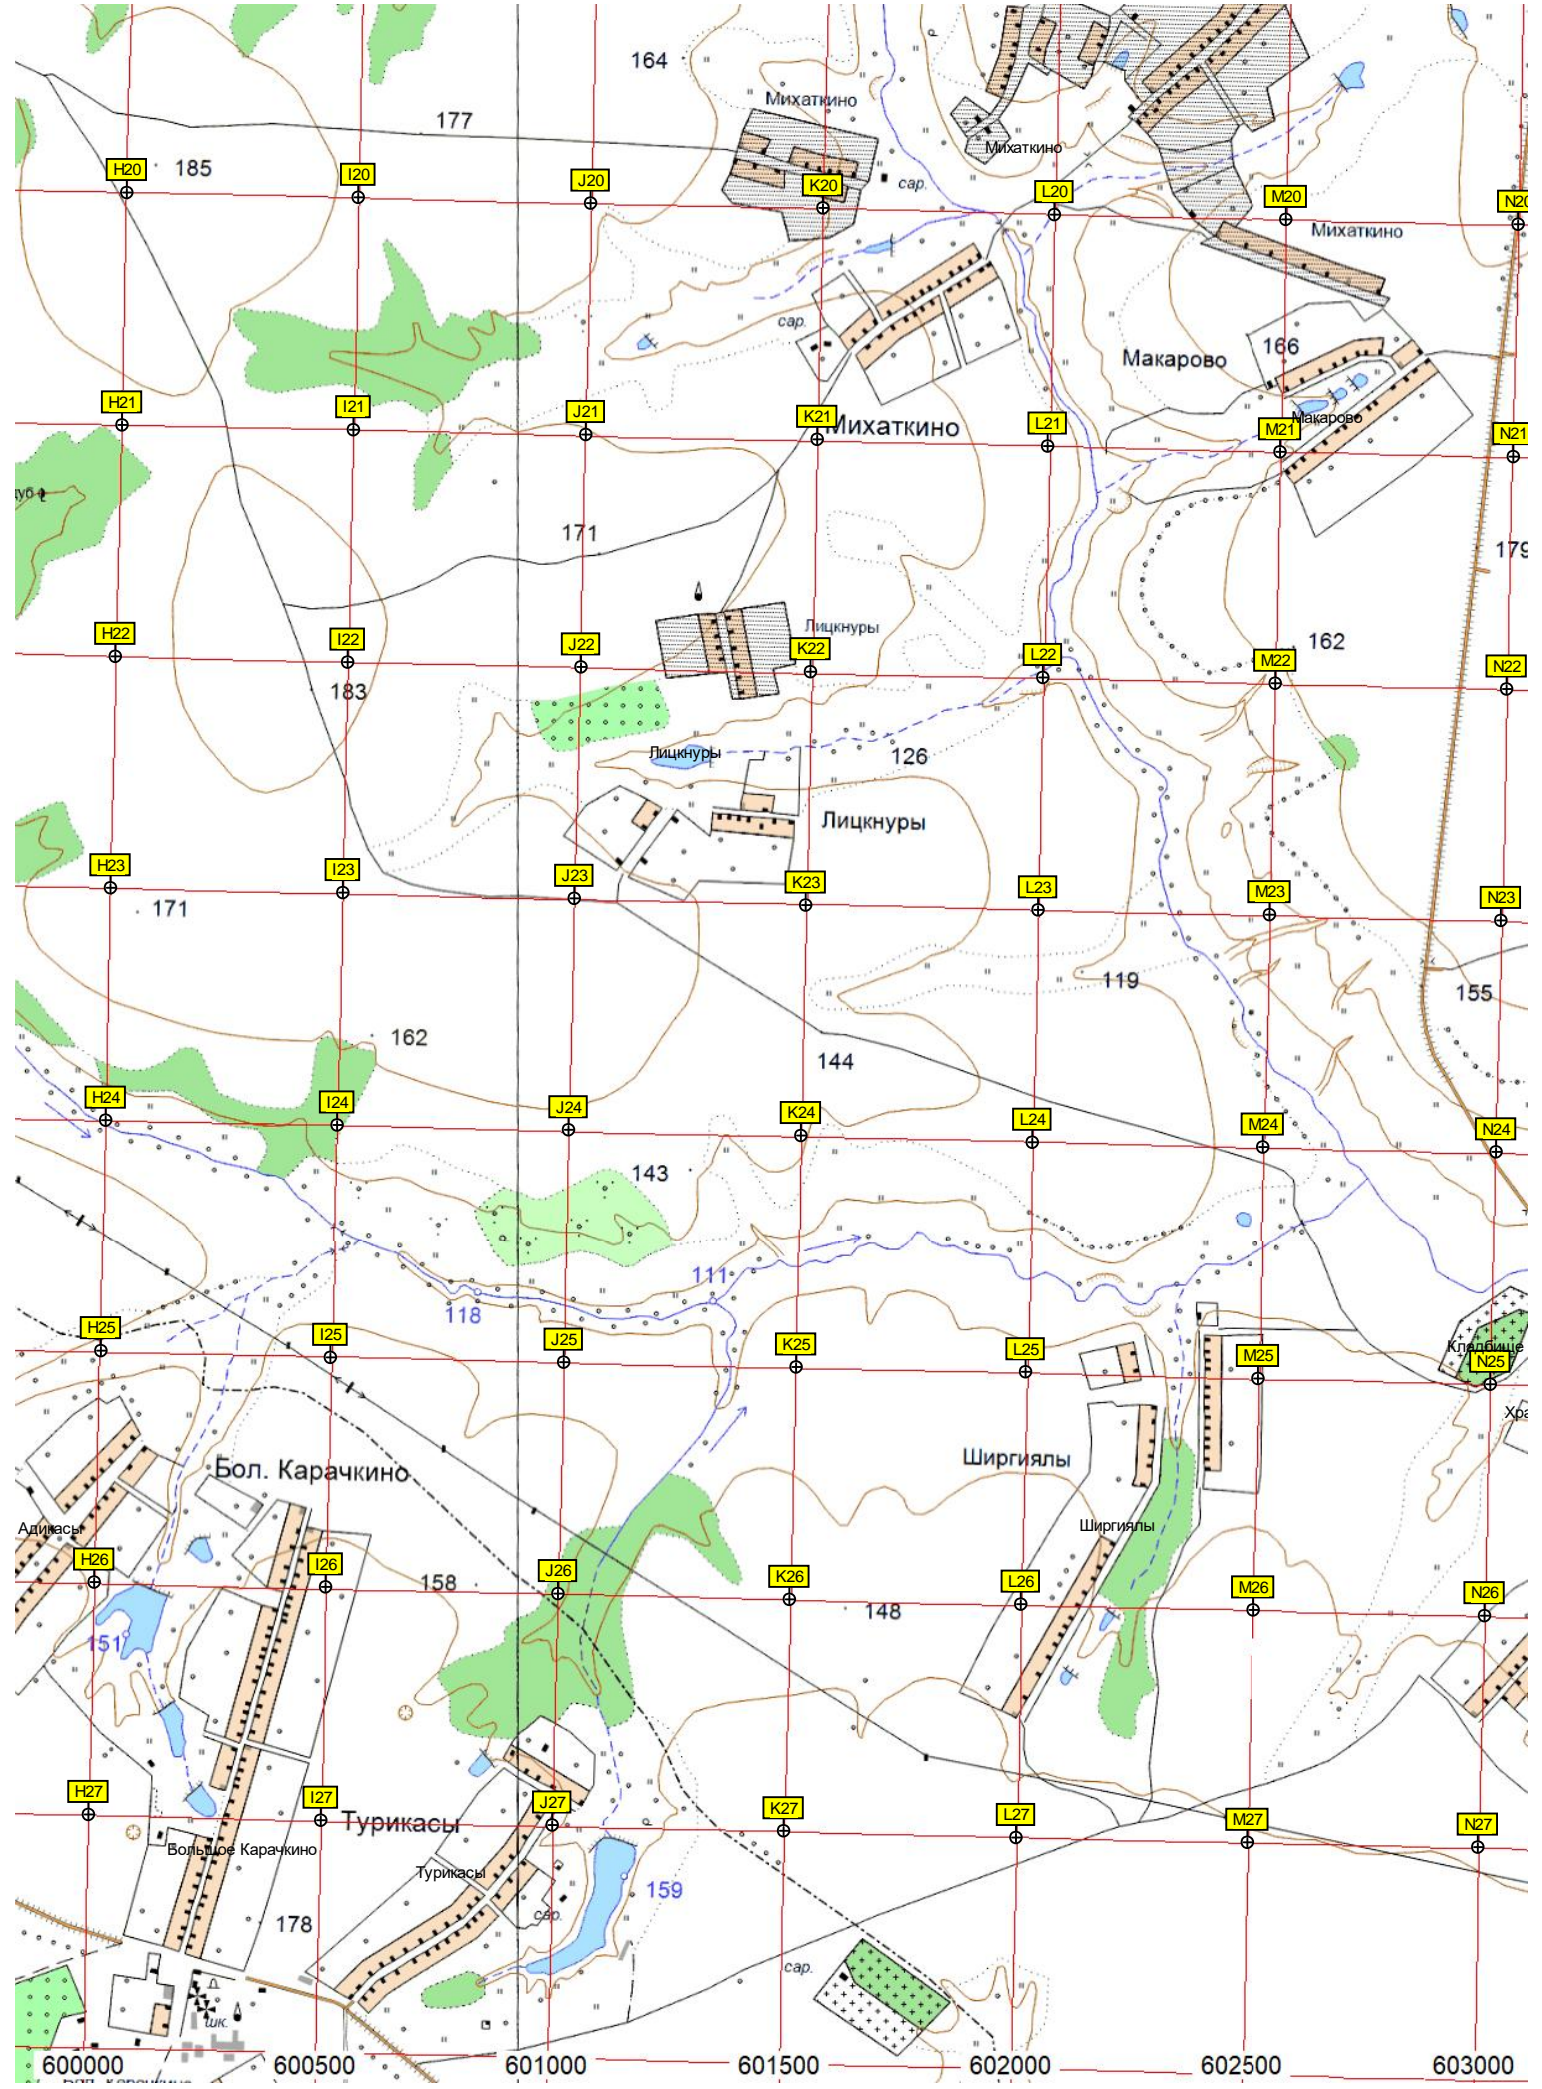 164
Михаткино
177
Михаткино
H20
185
I20
J20
K20
сар.
L20
M20
N20
Михаткино
сар.
Макарово
166
H21
I21
J21
K21
Михаткино
L21
M21
Макарово
N21
171
179
H22
I22
J22
Лицкнуры
K22
L22
162
M22
N22
183
Лицкнуры
126
Лицкнуры
H23
I23
J23
K23
L23
M23
N23
171
119
155
162
144
H24
I24
J24
K24
L24
M24
N24
143
111
118
H25
I25
J25
K25
L25
M25
Кладбище
N25
Хра
Бол. Карачкино
Ширгиялы
Адикасы
Ширгиялы
H26
I26
158
J26
K26
148
L26
M26
N26
151
H27
I27
Турикасы
J27
K27
L27
M27
N27
Большое Карачкино
Турикасы
159
178
сар.
сар.
шк.
600000 600500 601000 601500 602000 602500 603000